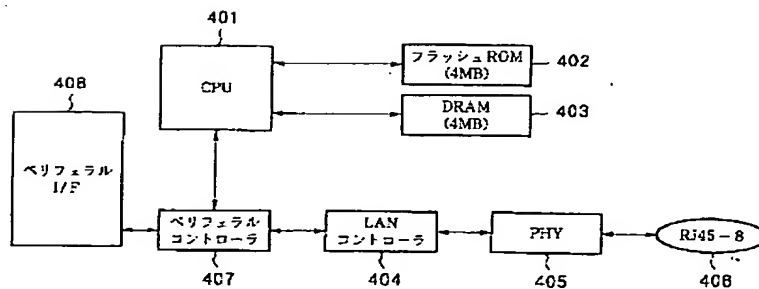 401
408
CPU
フラッシュROM
(4MB)
402
DRAM
(4MB)
403
ペリフェラル
I/F
ペリフェラル
コントローラ
LAN
コントローラ
PHY
RJ45-8
407
404
405
406